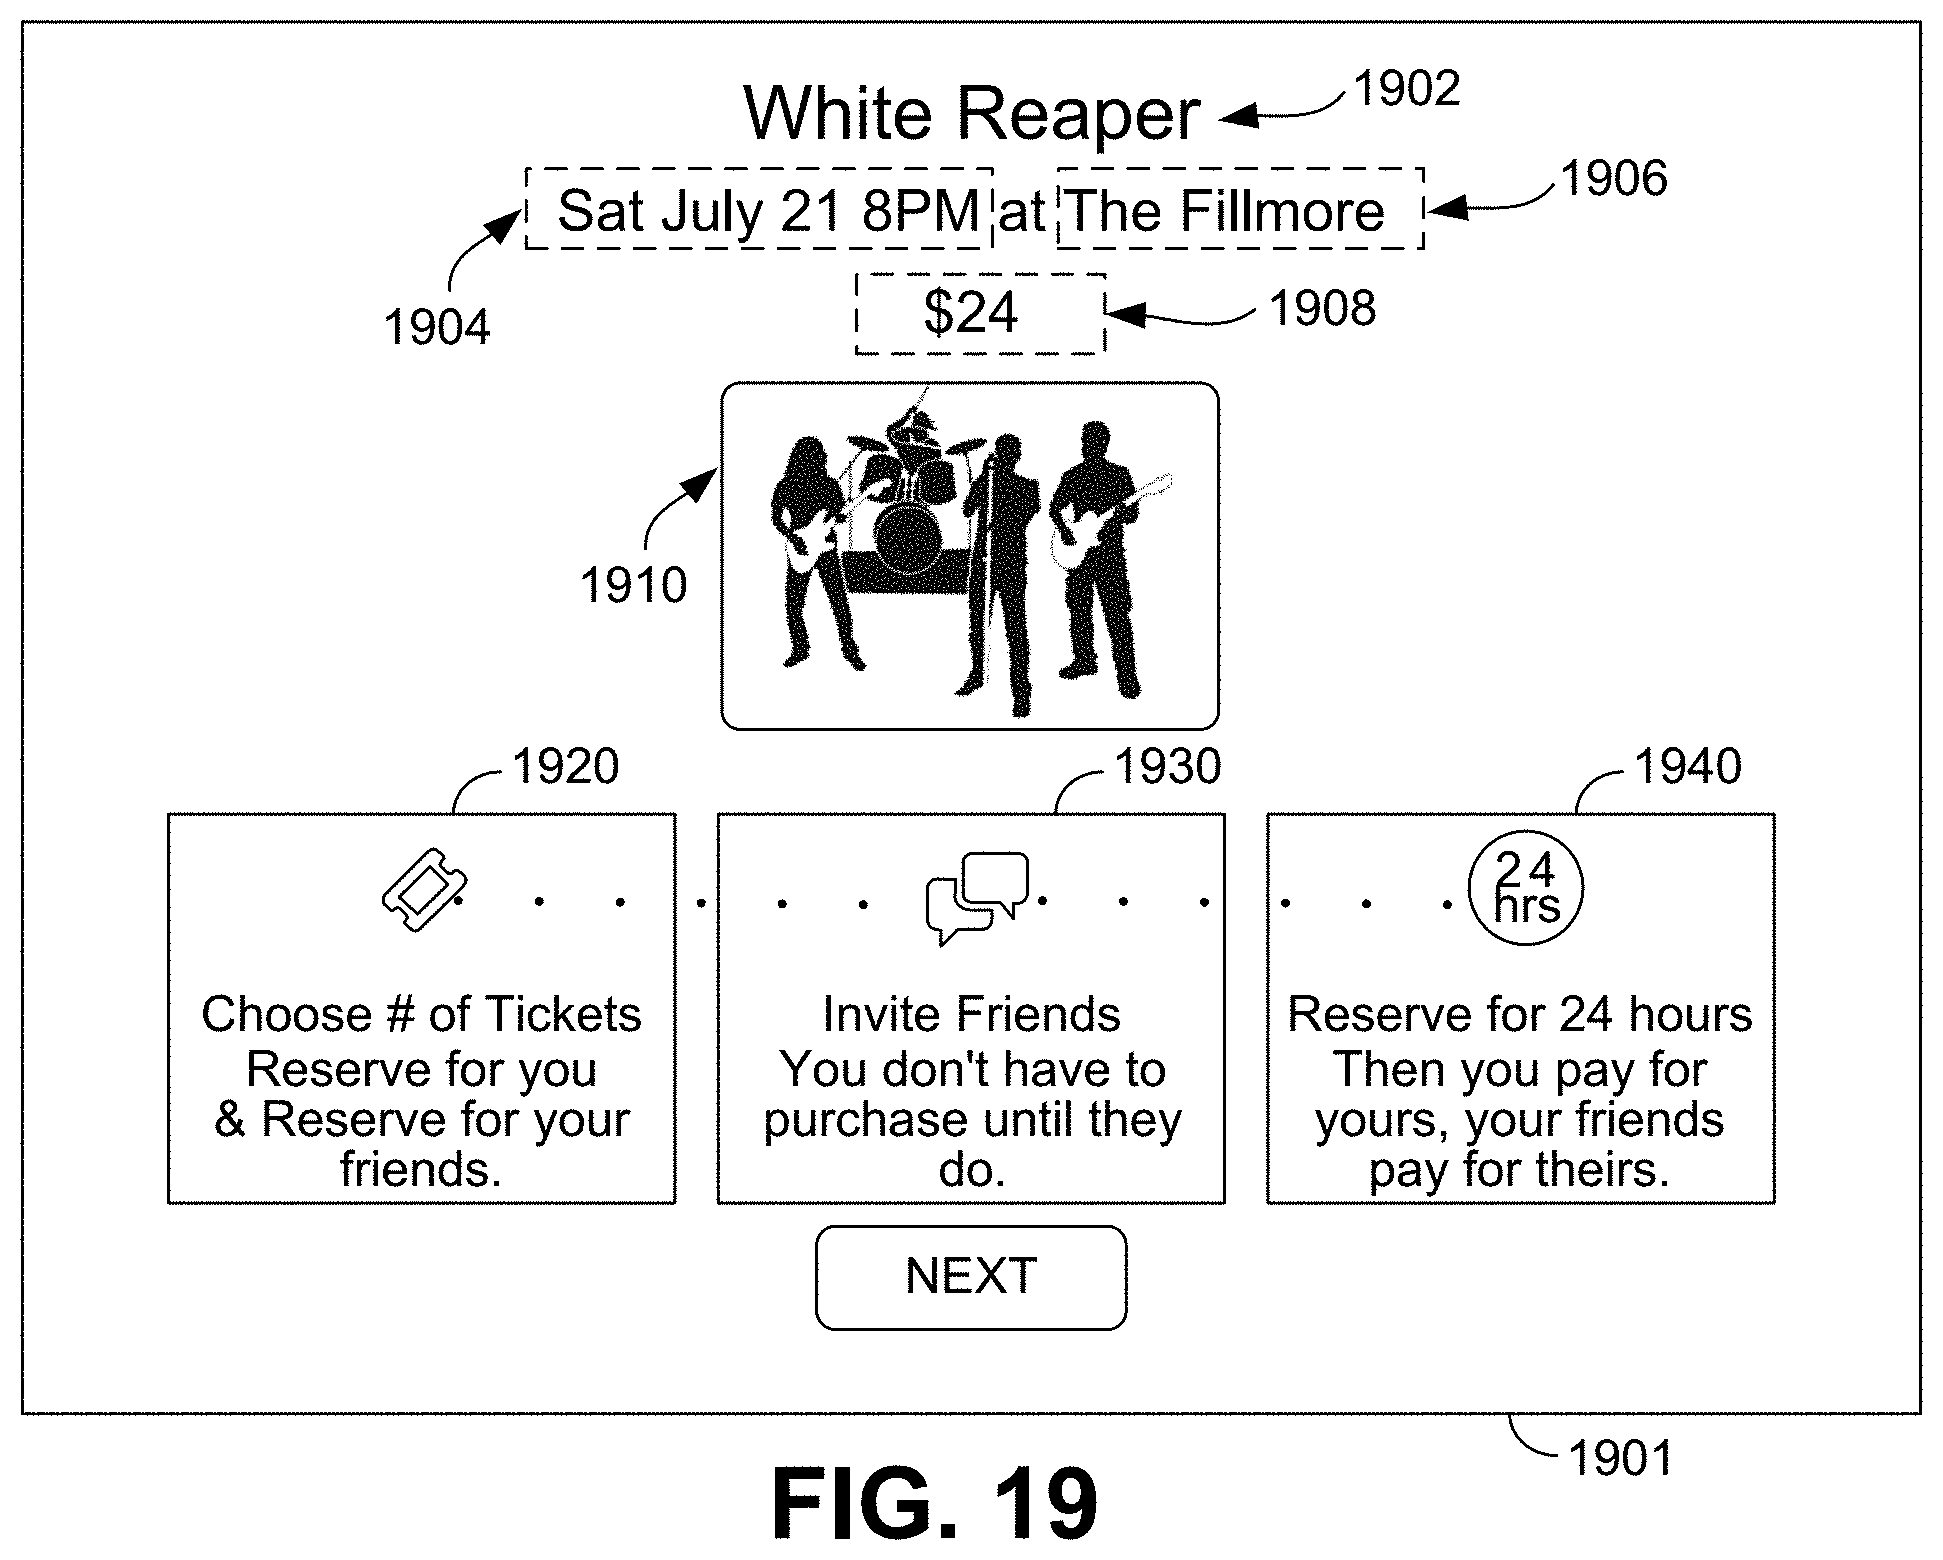 White Reaper
1902
Sat July 21 8PM at The Fillmore
1906
1904
$24
1908
1910
1920
1930
1940
24
hrs
Choose # of Tickets
Reserve for you
& Reserve for your
friends.
Invite Friends
You don't have to
purchase until they
do.
Reserve for 24 hours
Then you pay for
yours, your friends
pay for theirs.
NEXT
1901
FIG. 19